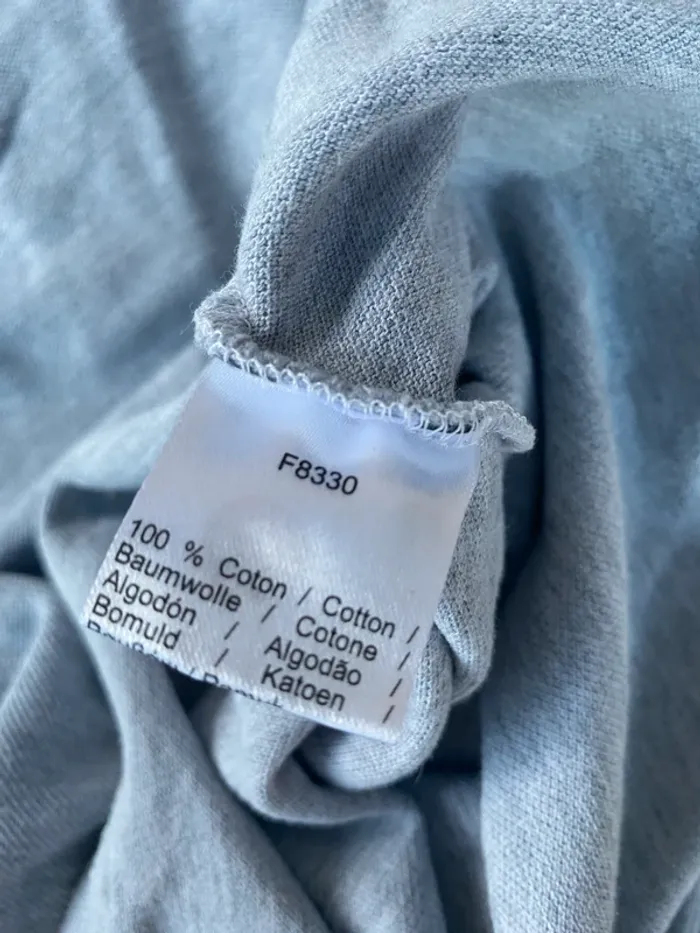 F8330
100 % Coton / Cotton /
Baumwolle / Cotone /
Algodón / Algodão /
Bomuld / Katoen /